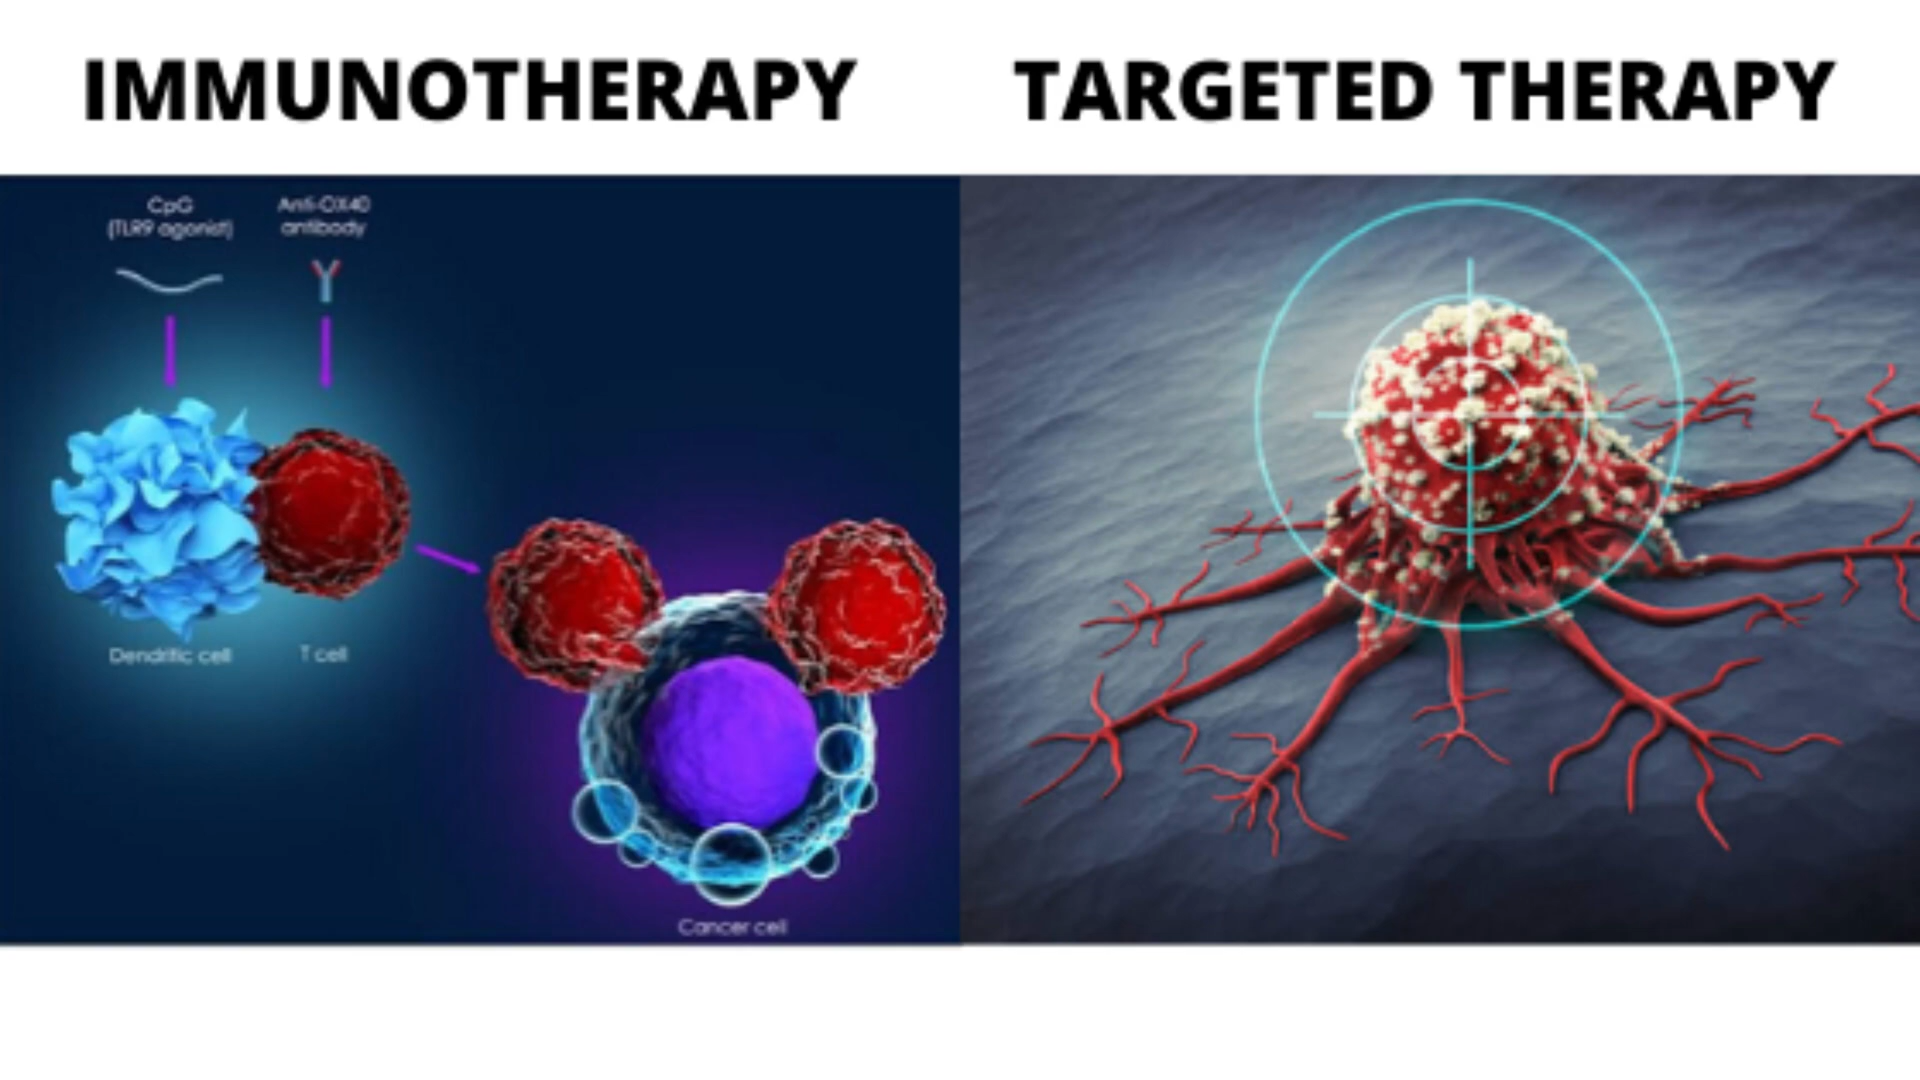 IMMUNOTHERAPY
TARGETED THERAPY
CpG
(TLR9 agonist)
Anti-OX40
antibody
Dendritic cell
T cell
Cancer cell